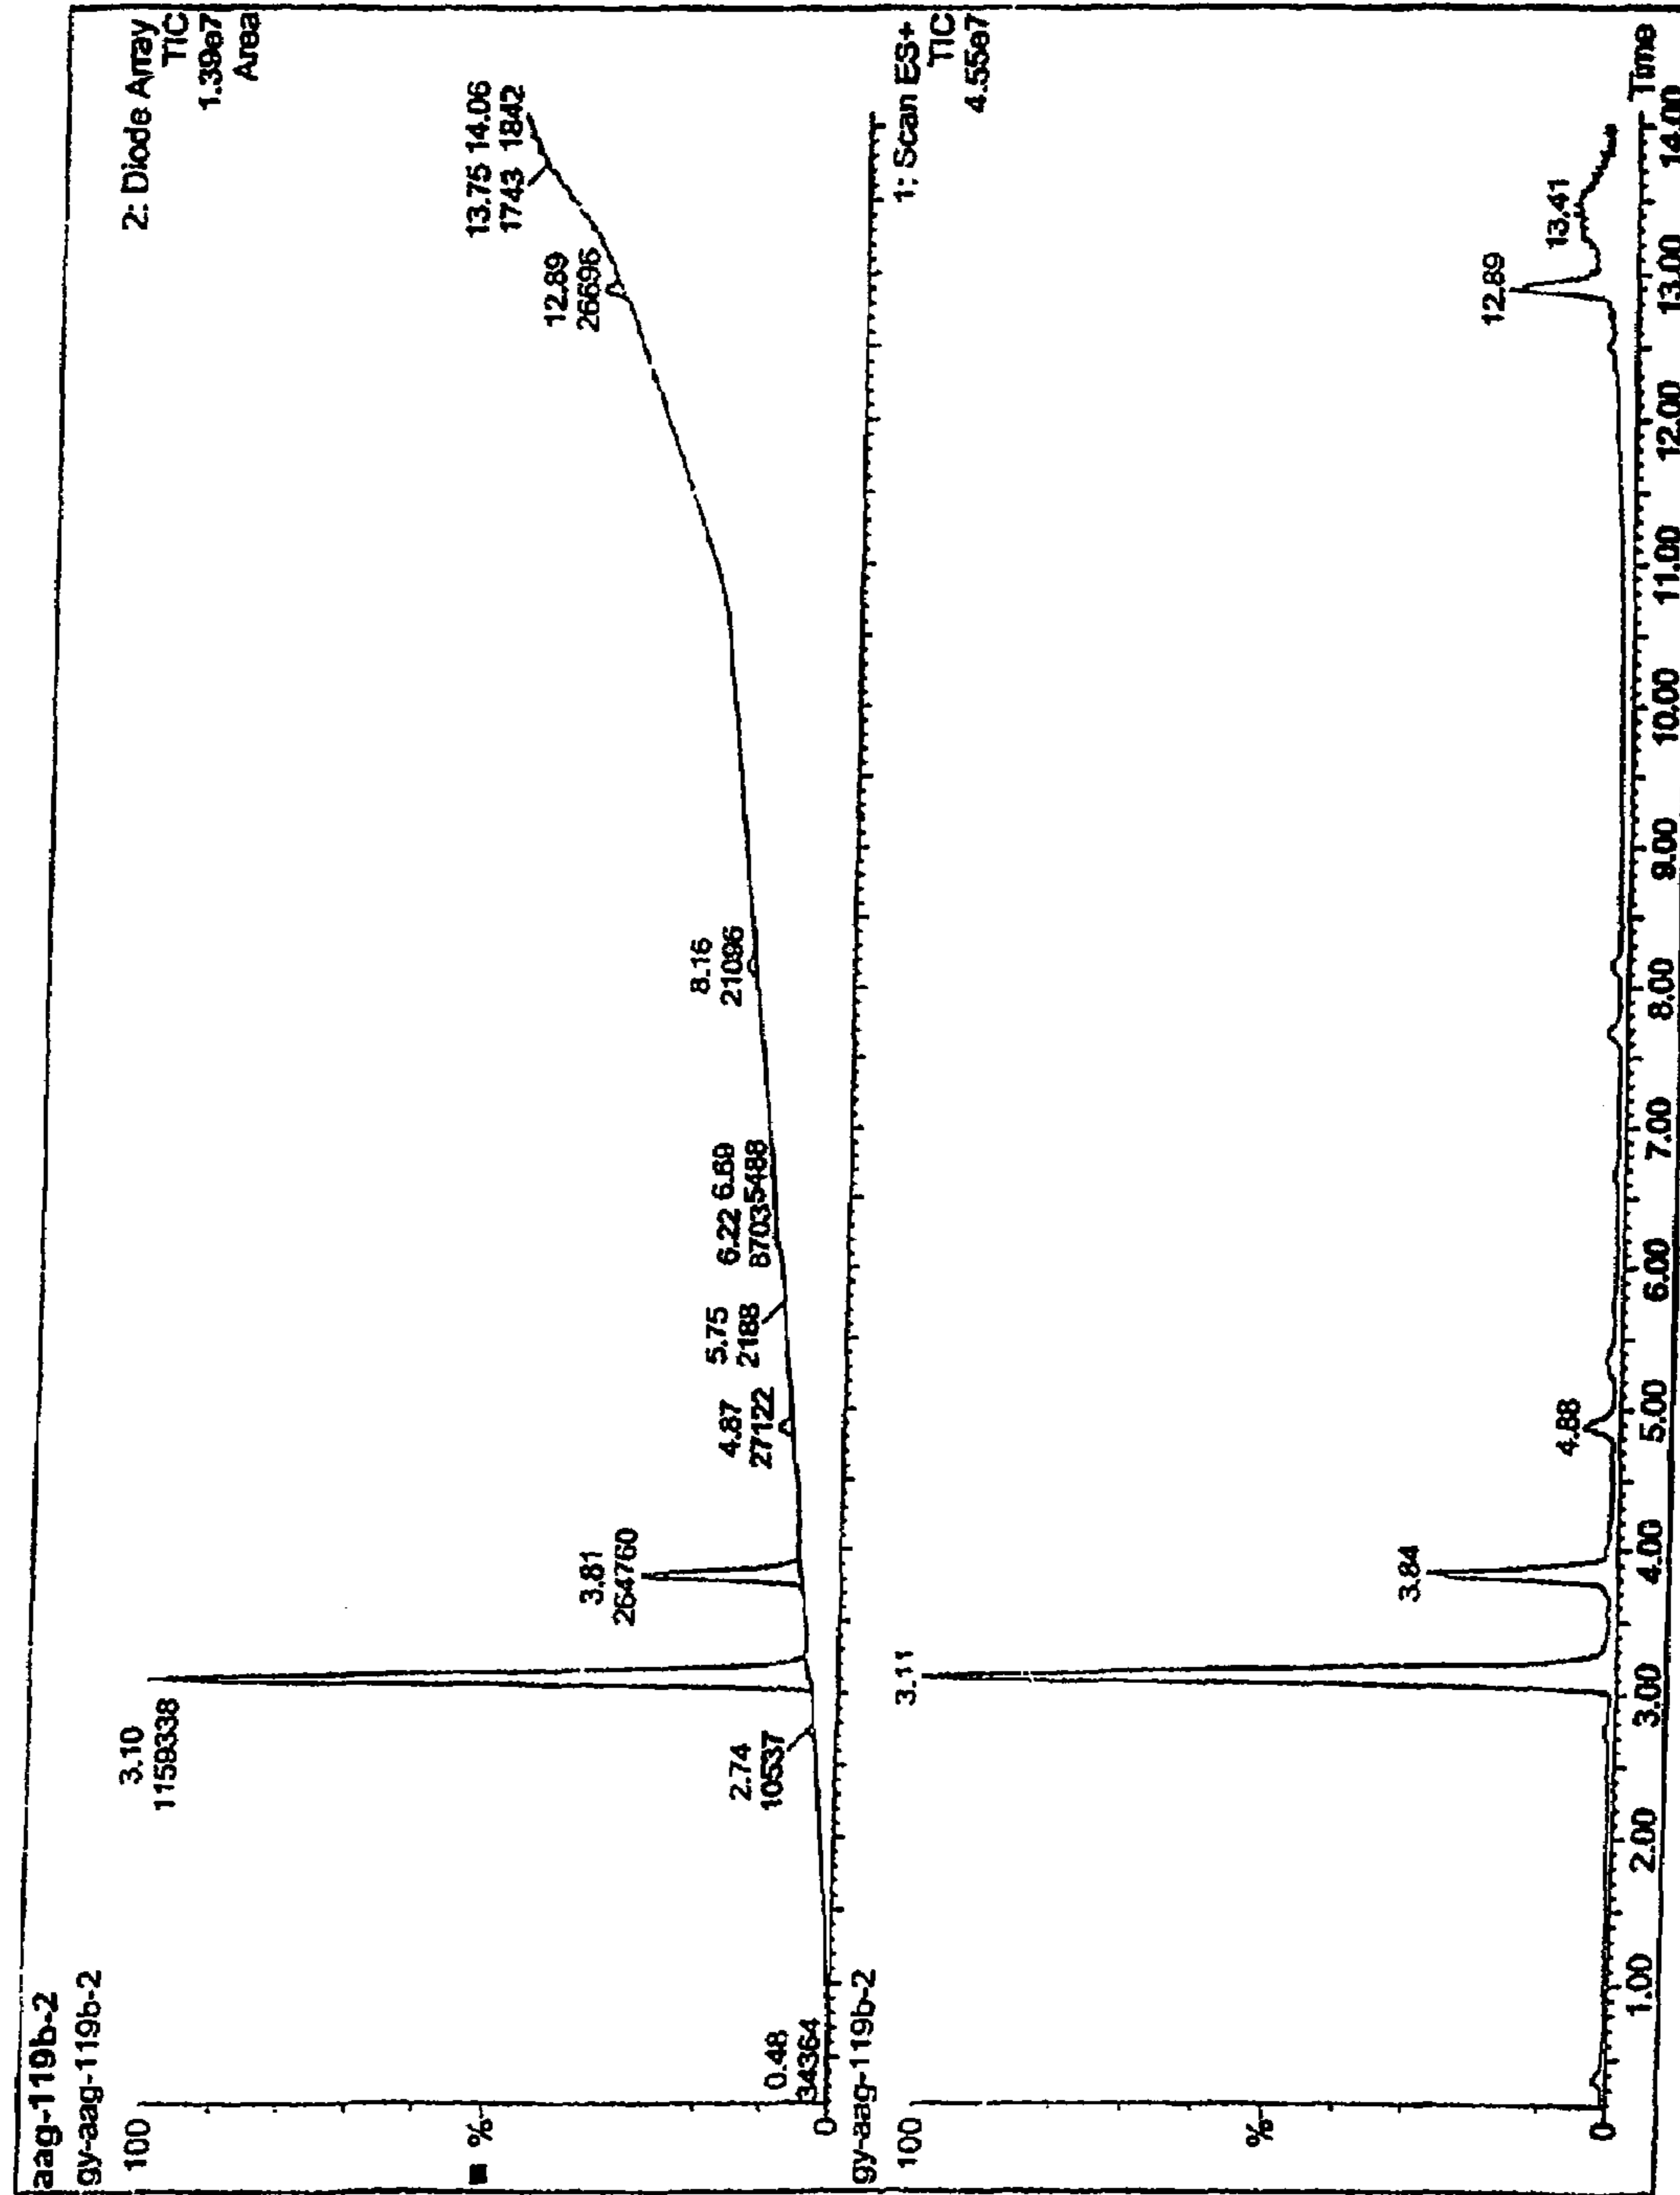 aag-119b-2
gy-aag-119b-2
2: Diode Array
TIC
1.39e7
Area
100
%
0
0.48
34364
2.74
10537
3.10
1159338
3.81
264760
4.87
27122
5.75
2188
6.22 6.69
8703 5488
8.16
21096
12.89
26696
13.75 14.06
1743 1842
gy-aag-119b-2
1: Scan ES+
TIC
4.55e7
100
%
0
3.11
3.84
4.88
12.89
13.41
1.00 2.00 3.00 4.00 5.00 6.00 7.00 8.00 9.00 10.00 11.00 12.00 13.00 14.00 Time